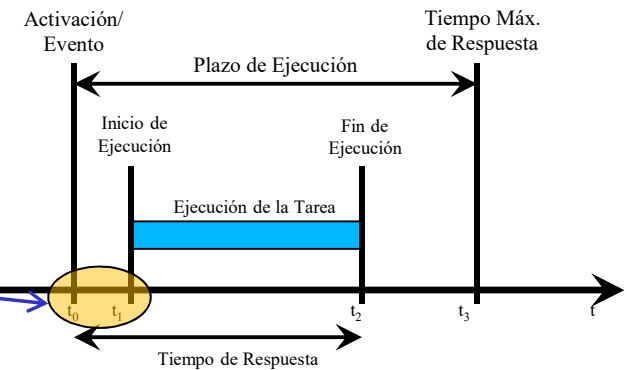 Activación/
Evento
Tiempo Máx.
de Respuesta
Plazo de Ejecución
Inicio de
Ejecución
Fin de
Ejecución
Ejecución de la Tarea
t0
t1
t2
t3
t
Tiempo de Respuesta